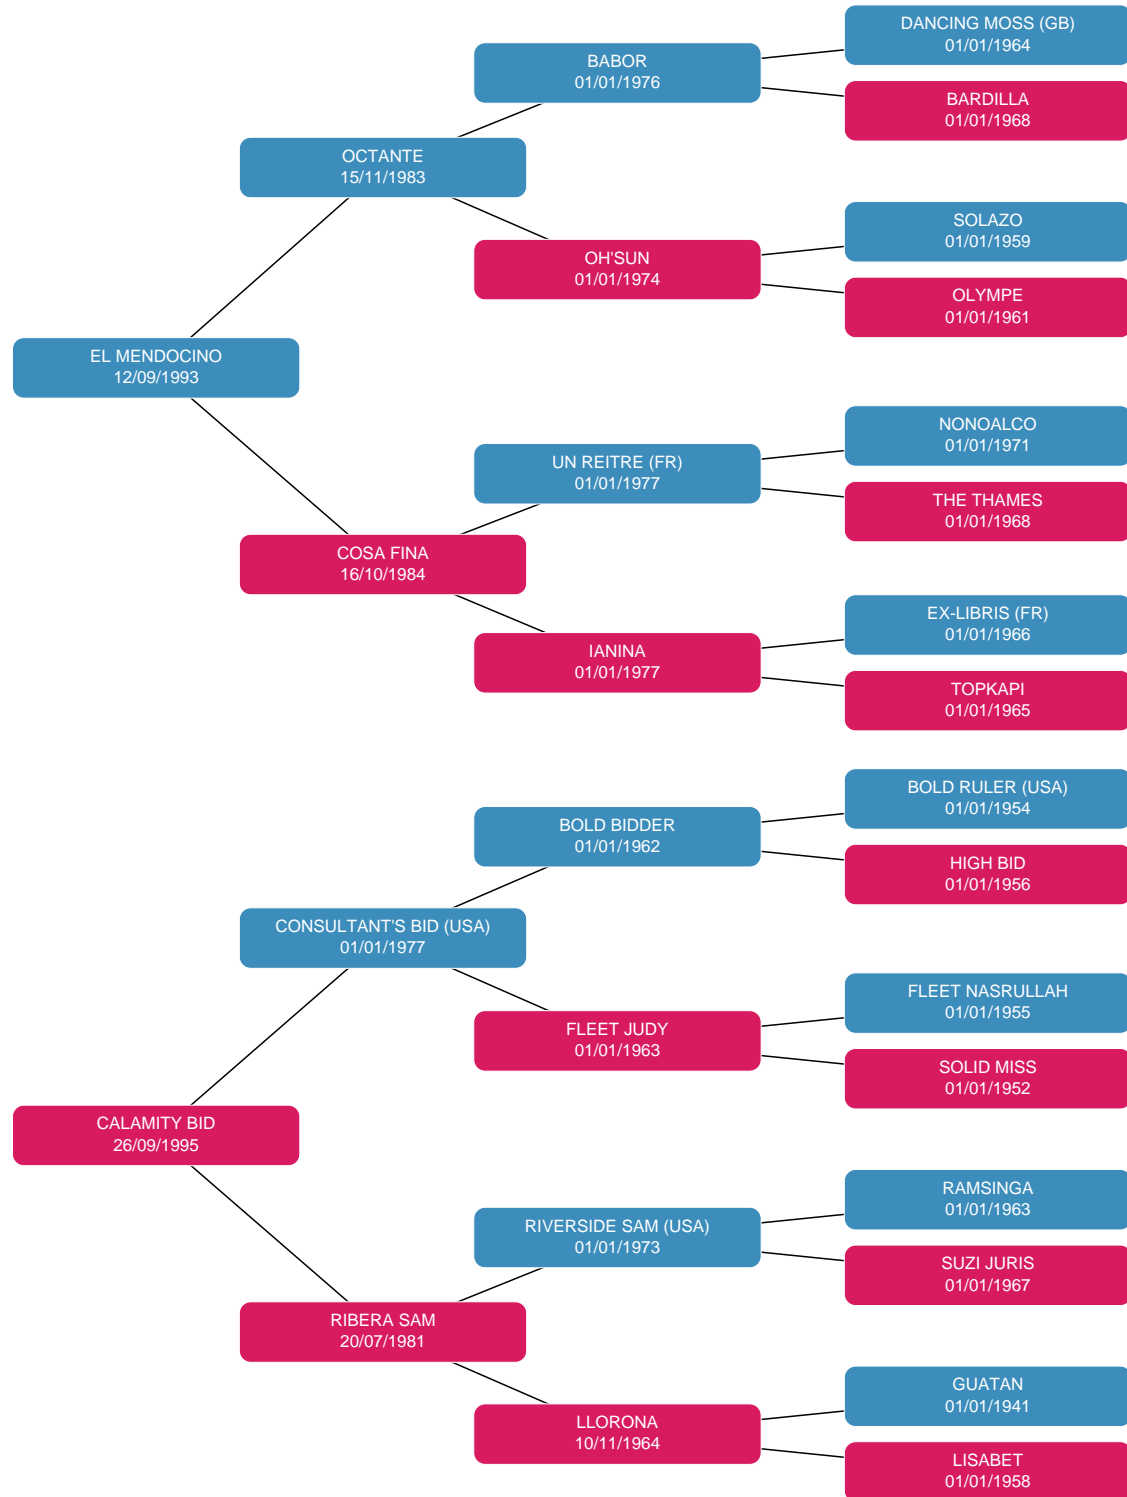 DANCING MOSS (GB)
01/01/1964
BABOR
01/01/1976
BARDILLA
01/01/1968
OCTANTE
15/11/1983
SOLAZO
01/01/1959
OH'SUN
01/01/1974
OLYMPE
01/01/1961
EL MENDOCINO
12/09/1993
NONOALCO
01/01/1971
UN REITRE (FR)
01/01/1977
THE THAMES
01/01/1968
COSA FINA
16/10/1984
EX-LIBRIS (FR)
01/01/1966
IANINA
01/01/1977
TOPKAPI
01/01/1965
BOLD RULER (USA)
01/01/1954
BOLD BIDDER
01/01/1962
HIGH BID
01/01/1956
CONSULTANT'S BID (USA)
01/01/1977
FLEET NASRULLAH
01/01/1955
FLEET JUDY
01/01/1963
SOLID MISS
01/01/1952
CALAMITY BID
26/09/1995
RAMSINGA
01/01/1963
RIVERSIDE SAM (USA)
01/01/1973
SUZI JURIS
01/01/1967
RIBERA SAM
20/07/1981
GUATAN
01/01/1941
LLORONA
10/11/1964
LISABET
01/01/1958